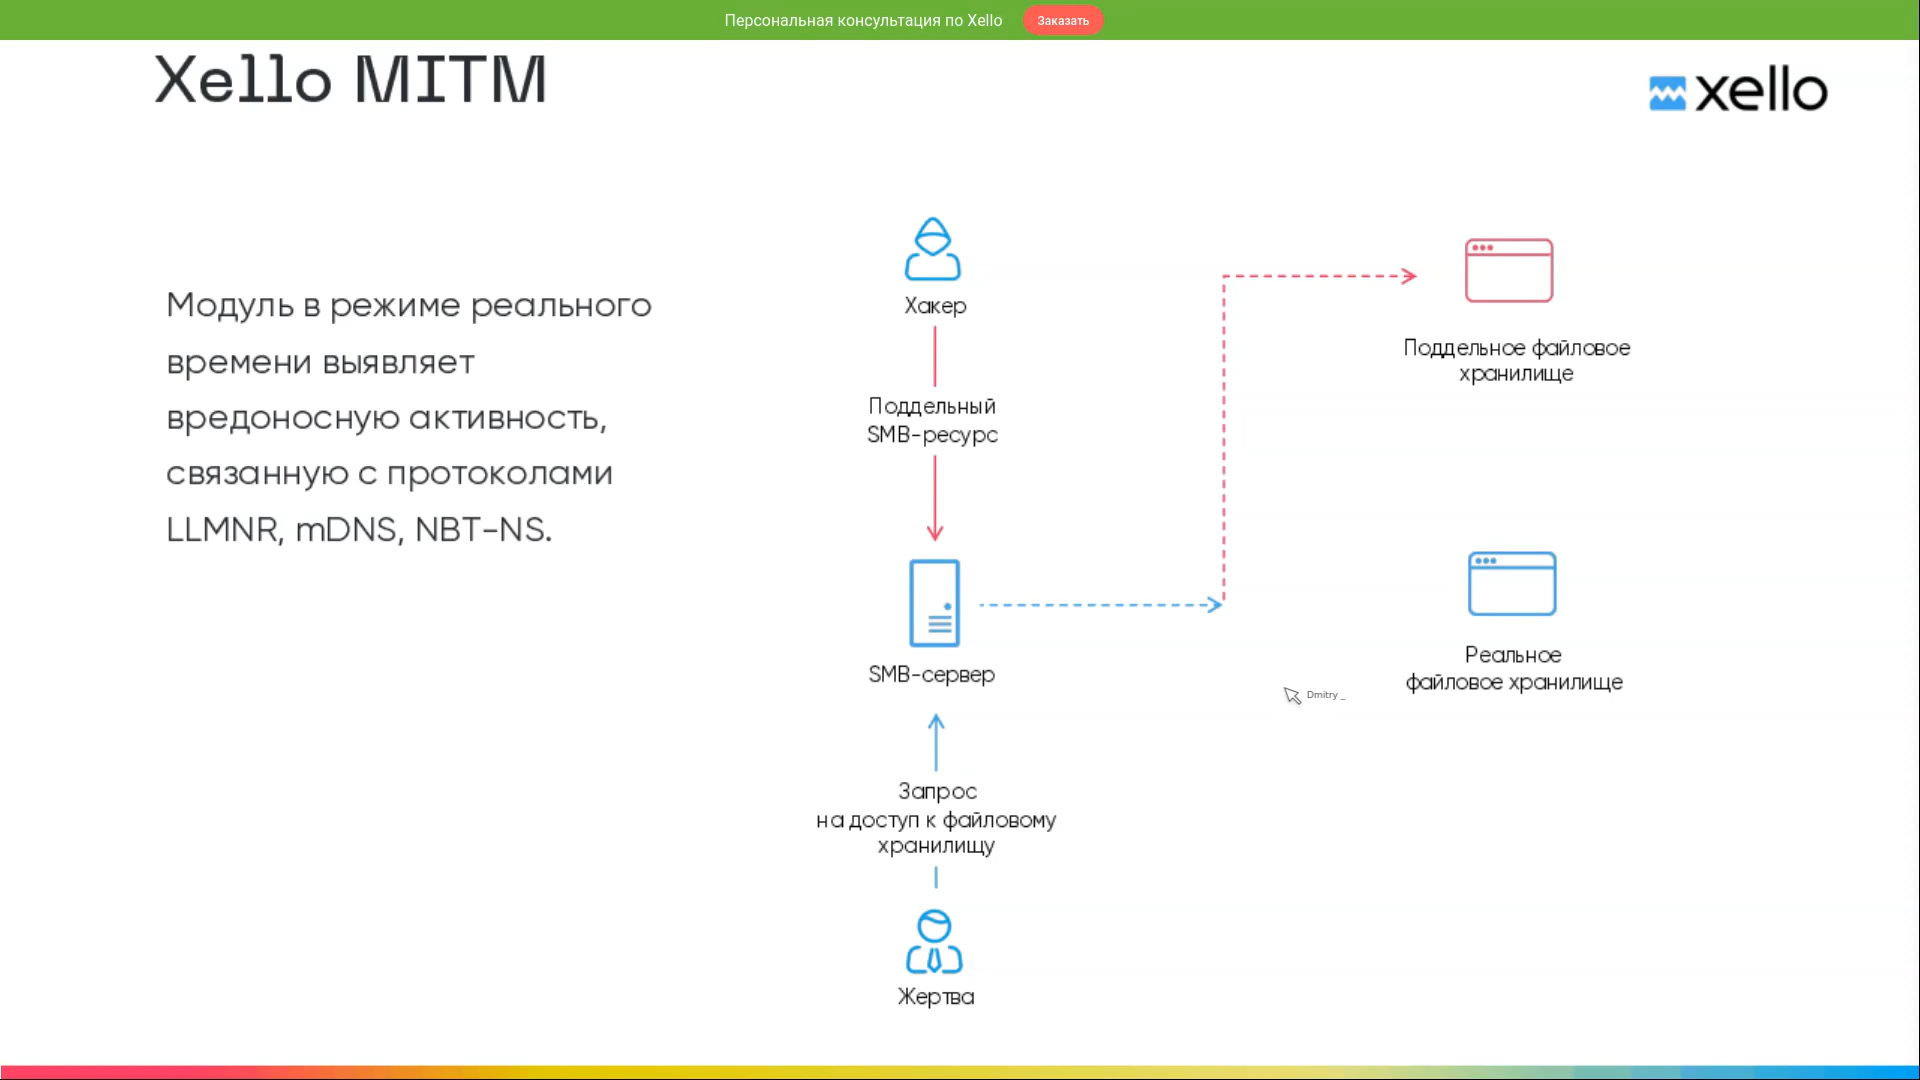 Персональная консультация по Xello
Заказать
Xello MITM
xello
Модуль в режиме реального
времени выявляет
вредоносную активность,
связанную с протоколами
LLMNR, mDNS, NBT-NS.
Хакер
Поддельный
SMB-ресурс
SMB-сервер
Запрос
на доступ к файловому
хранилищу
Жертва
Поддельное файловое
хранилище
Реальное
файловое хранилище
Dmitry _